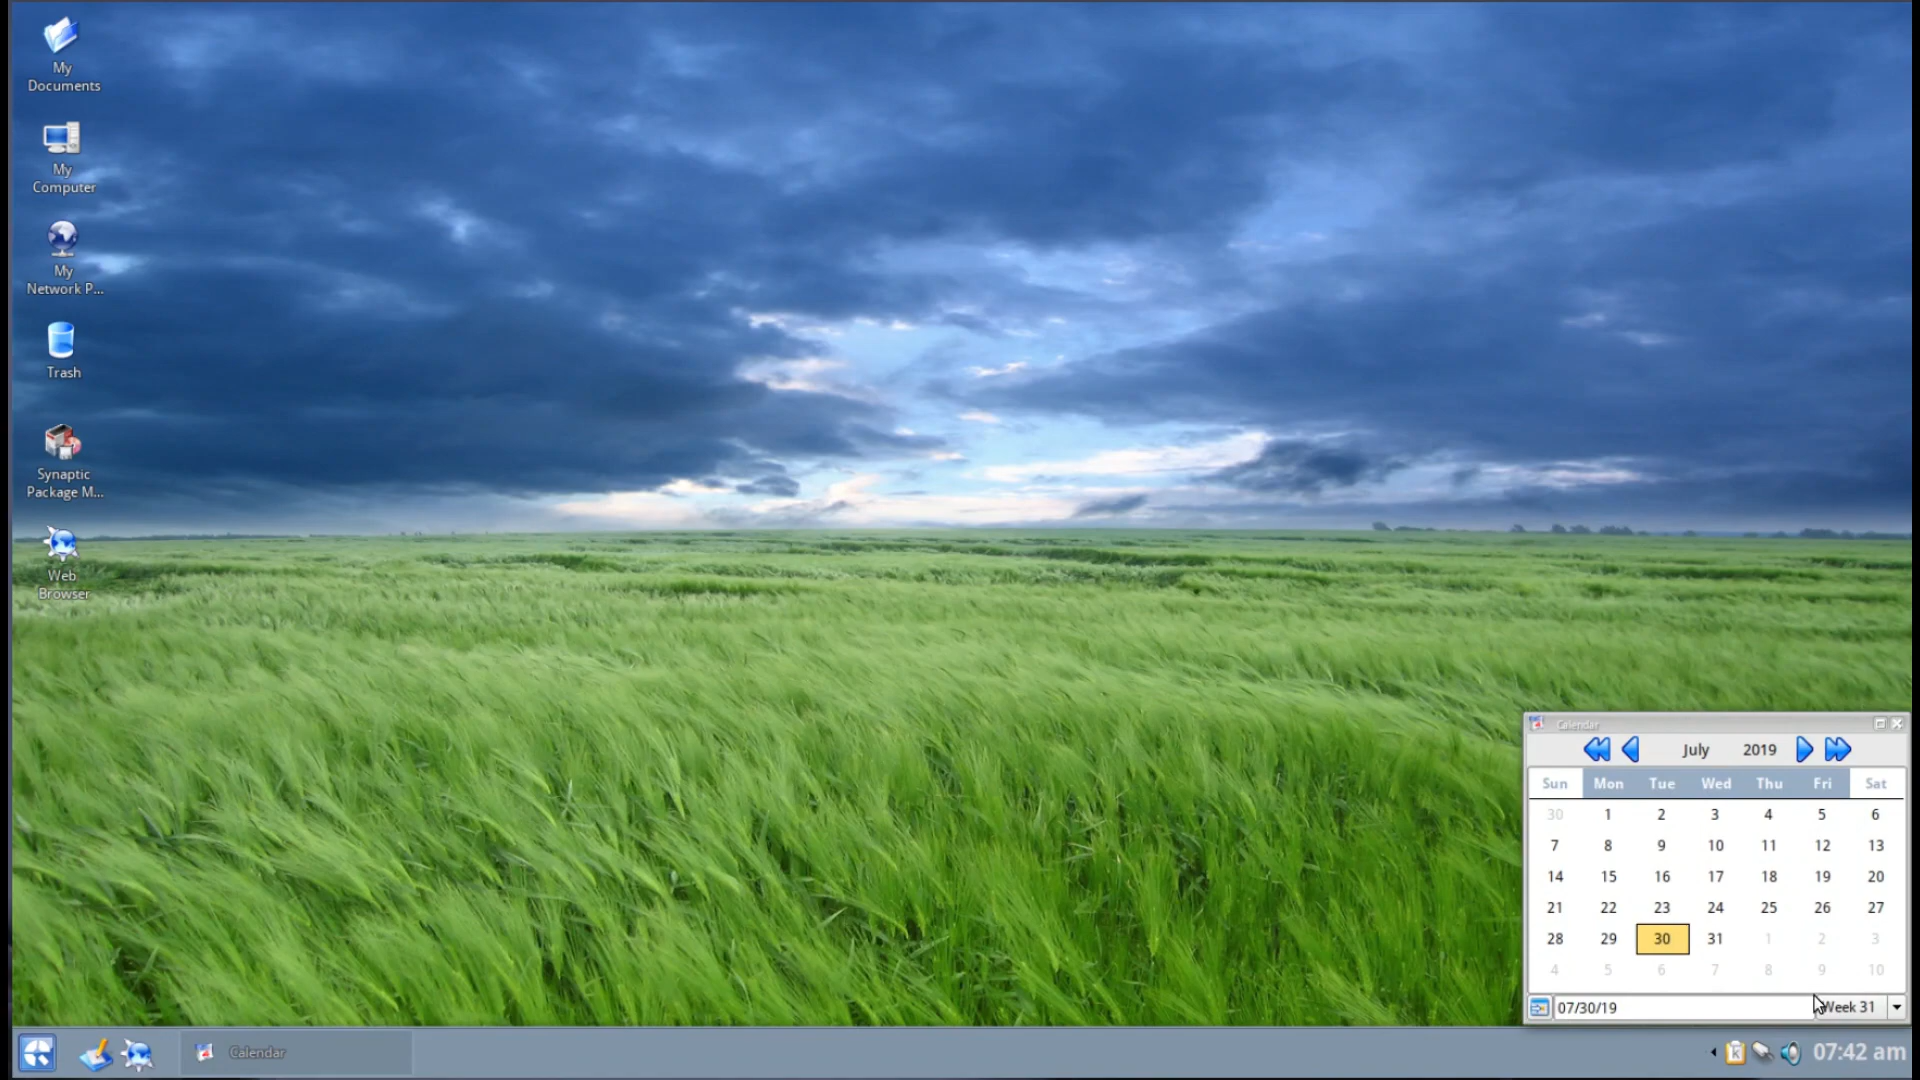 My
Documents
My
Computer
My
Network P...
Trash
Synaptic
Package M...
Web
Browser
Calendar
July 2019
Sun Mon Tue Wed Thu Fri Sat
30 1 2 3 4 5 6
7 8 9 10 11 12 13
14 15 16 17 18 19 20
21 22 23 24 25 26 27
28 29 30 31 1 2 3
4 5 6 7 8 9 10
07/30/19 Week 31
Calendar
07:42 am